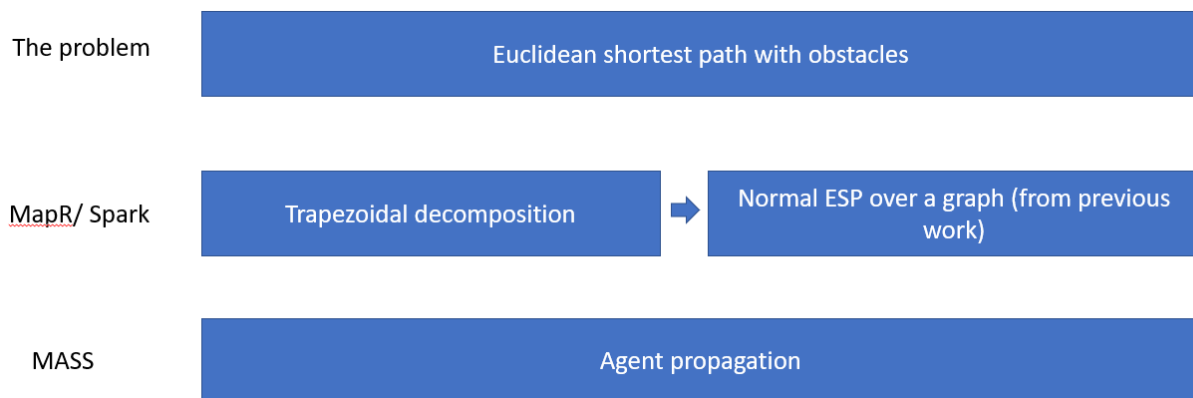 The problem
Euclidean shortest path with obstacles
MapR/ Spark
Trapezoidal decomposition
Normal ESP over a graph (from previous
work)
MASS
Agent propagation